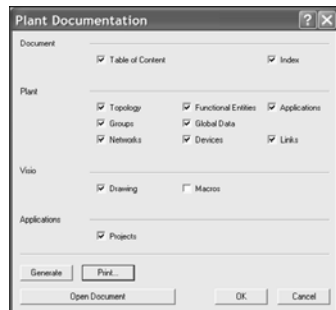 Plant Documentation
Document
Table of Content Index
Plant
Topology Functional Entities Applications
Groups Global Data
Networks Devices Links
Visio
Drawing Macros
Applications
Projects
Generate Print...
Open Document OK Cancel